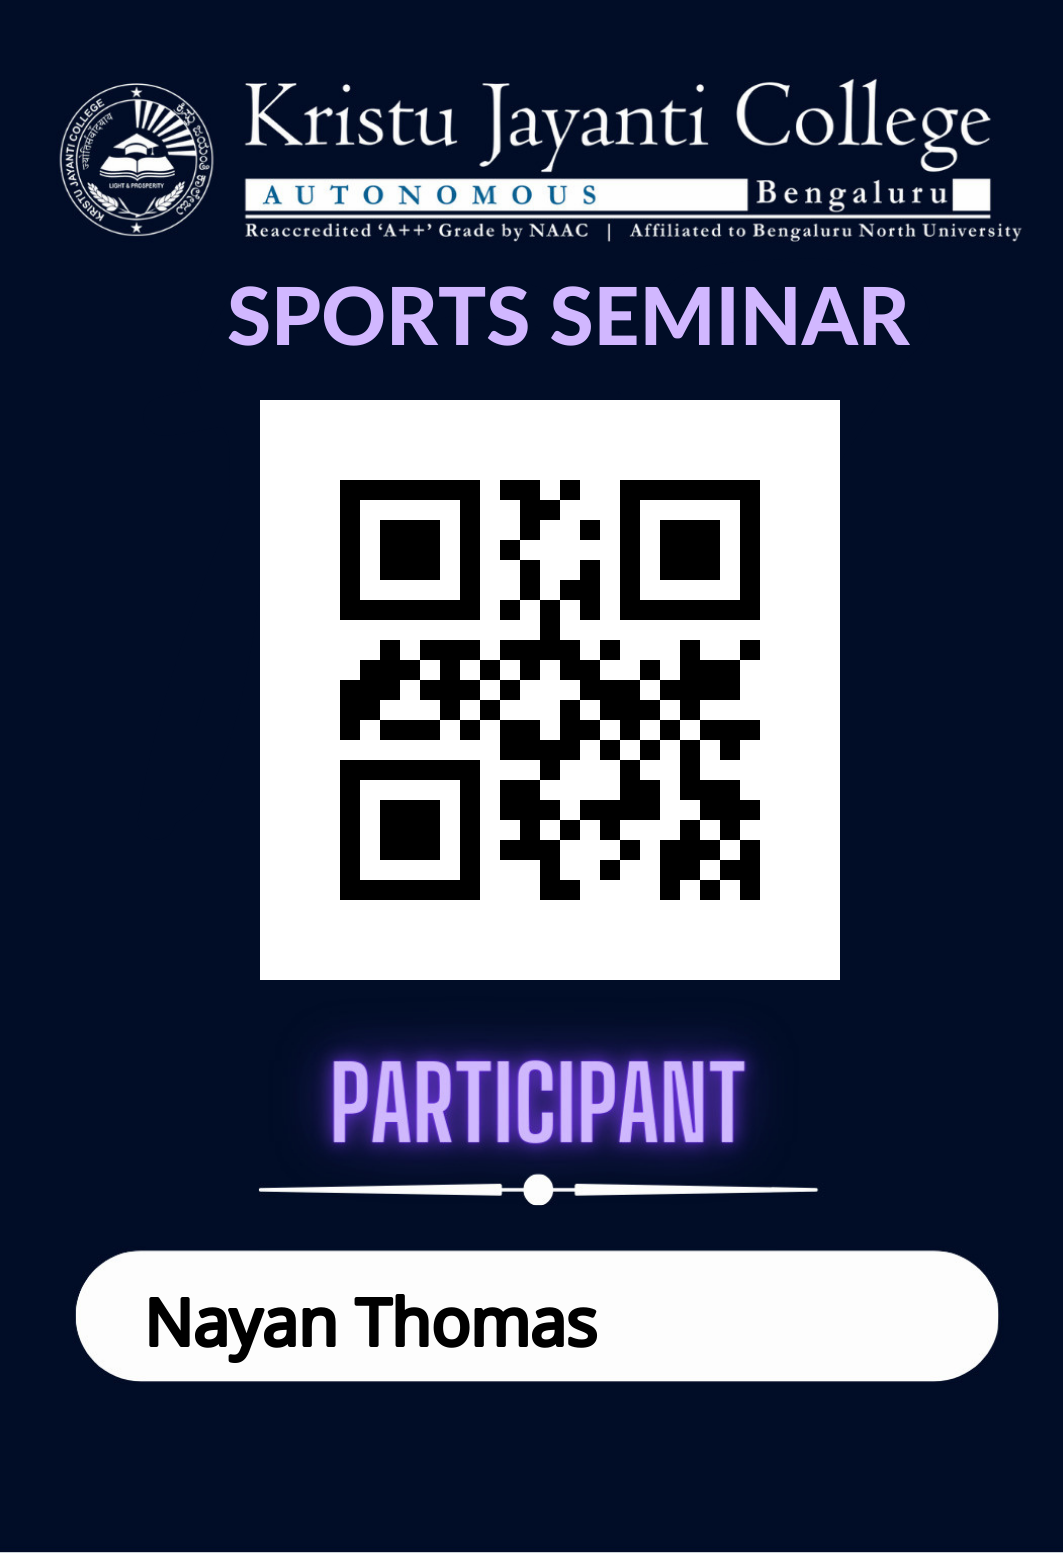 KRISTU JAYANTI COLLEGE
ಕ್ರಿಸ್ತು ಜಯಂತಿ ಕಾಲೇಜು
LIGHT & PROSPERITY
Kristu Jayanti College
AUTONOMOUS Bengaluru
Reaccredited ‘A++’ Grade by NAAC | Affiliated to Bengaluru North University
SPORTS SEMINAR
PARTICIPANT
Nayan Thomas